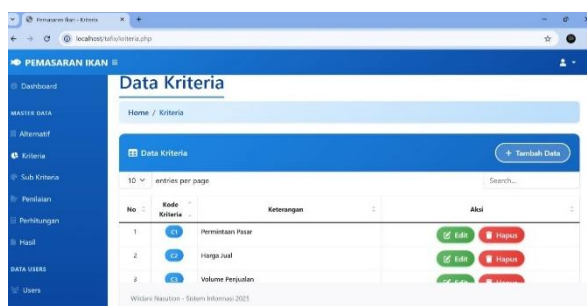 Pemasaran Ikan - Kriteria
localhost/tofis/kriteria.php
PEMASARAN IKAN
Dashboard
MASTER DATA
Alternatif
Kriteria
Sub Kriteria
Penilaian
Perhitungan
Hasil
DATA USERS
Users
Data Kriteria
Home / Kriteria
Data Kriteria
+ Tambah Data
10 entries per page
Search...
No Kode Kriteria Keterangan Aksi
1 C1 Permintaan Pasar Edit Hapus
2 C2 Harga Jual Edit Hapus
3 C3 Volume Penjualan Edit Hapus
Nasution - Sistem Informasi 2021